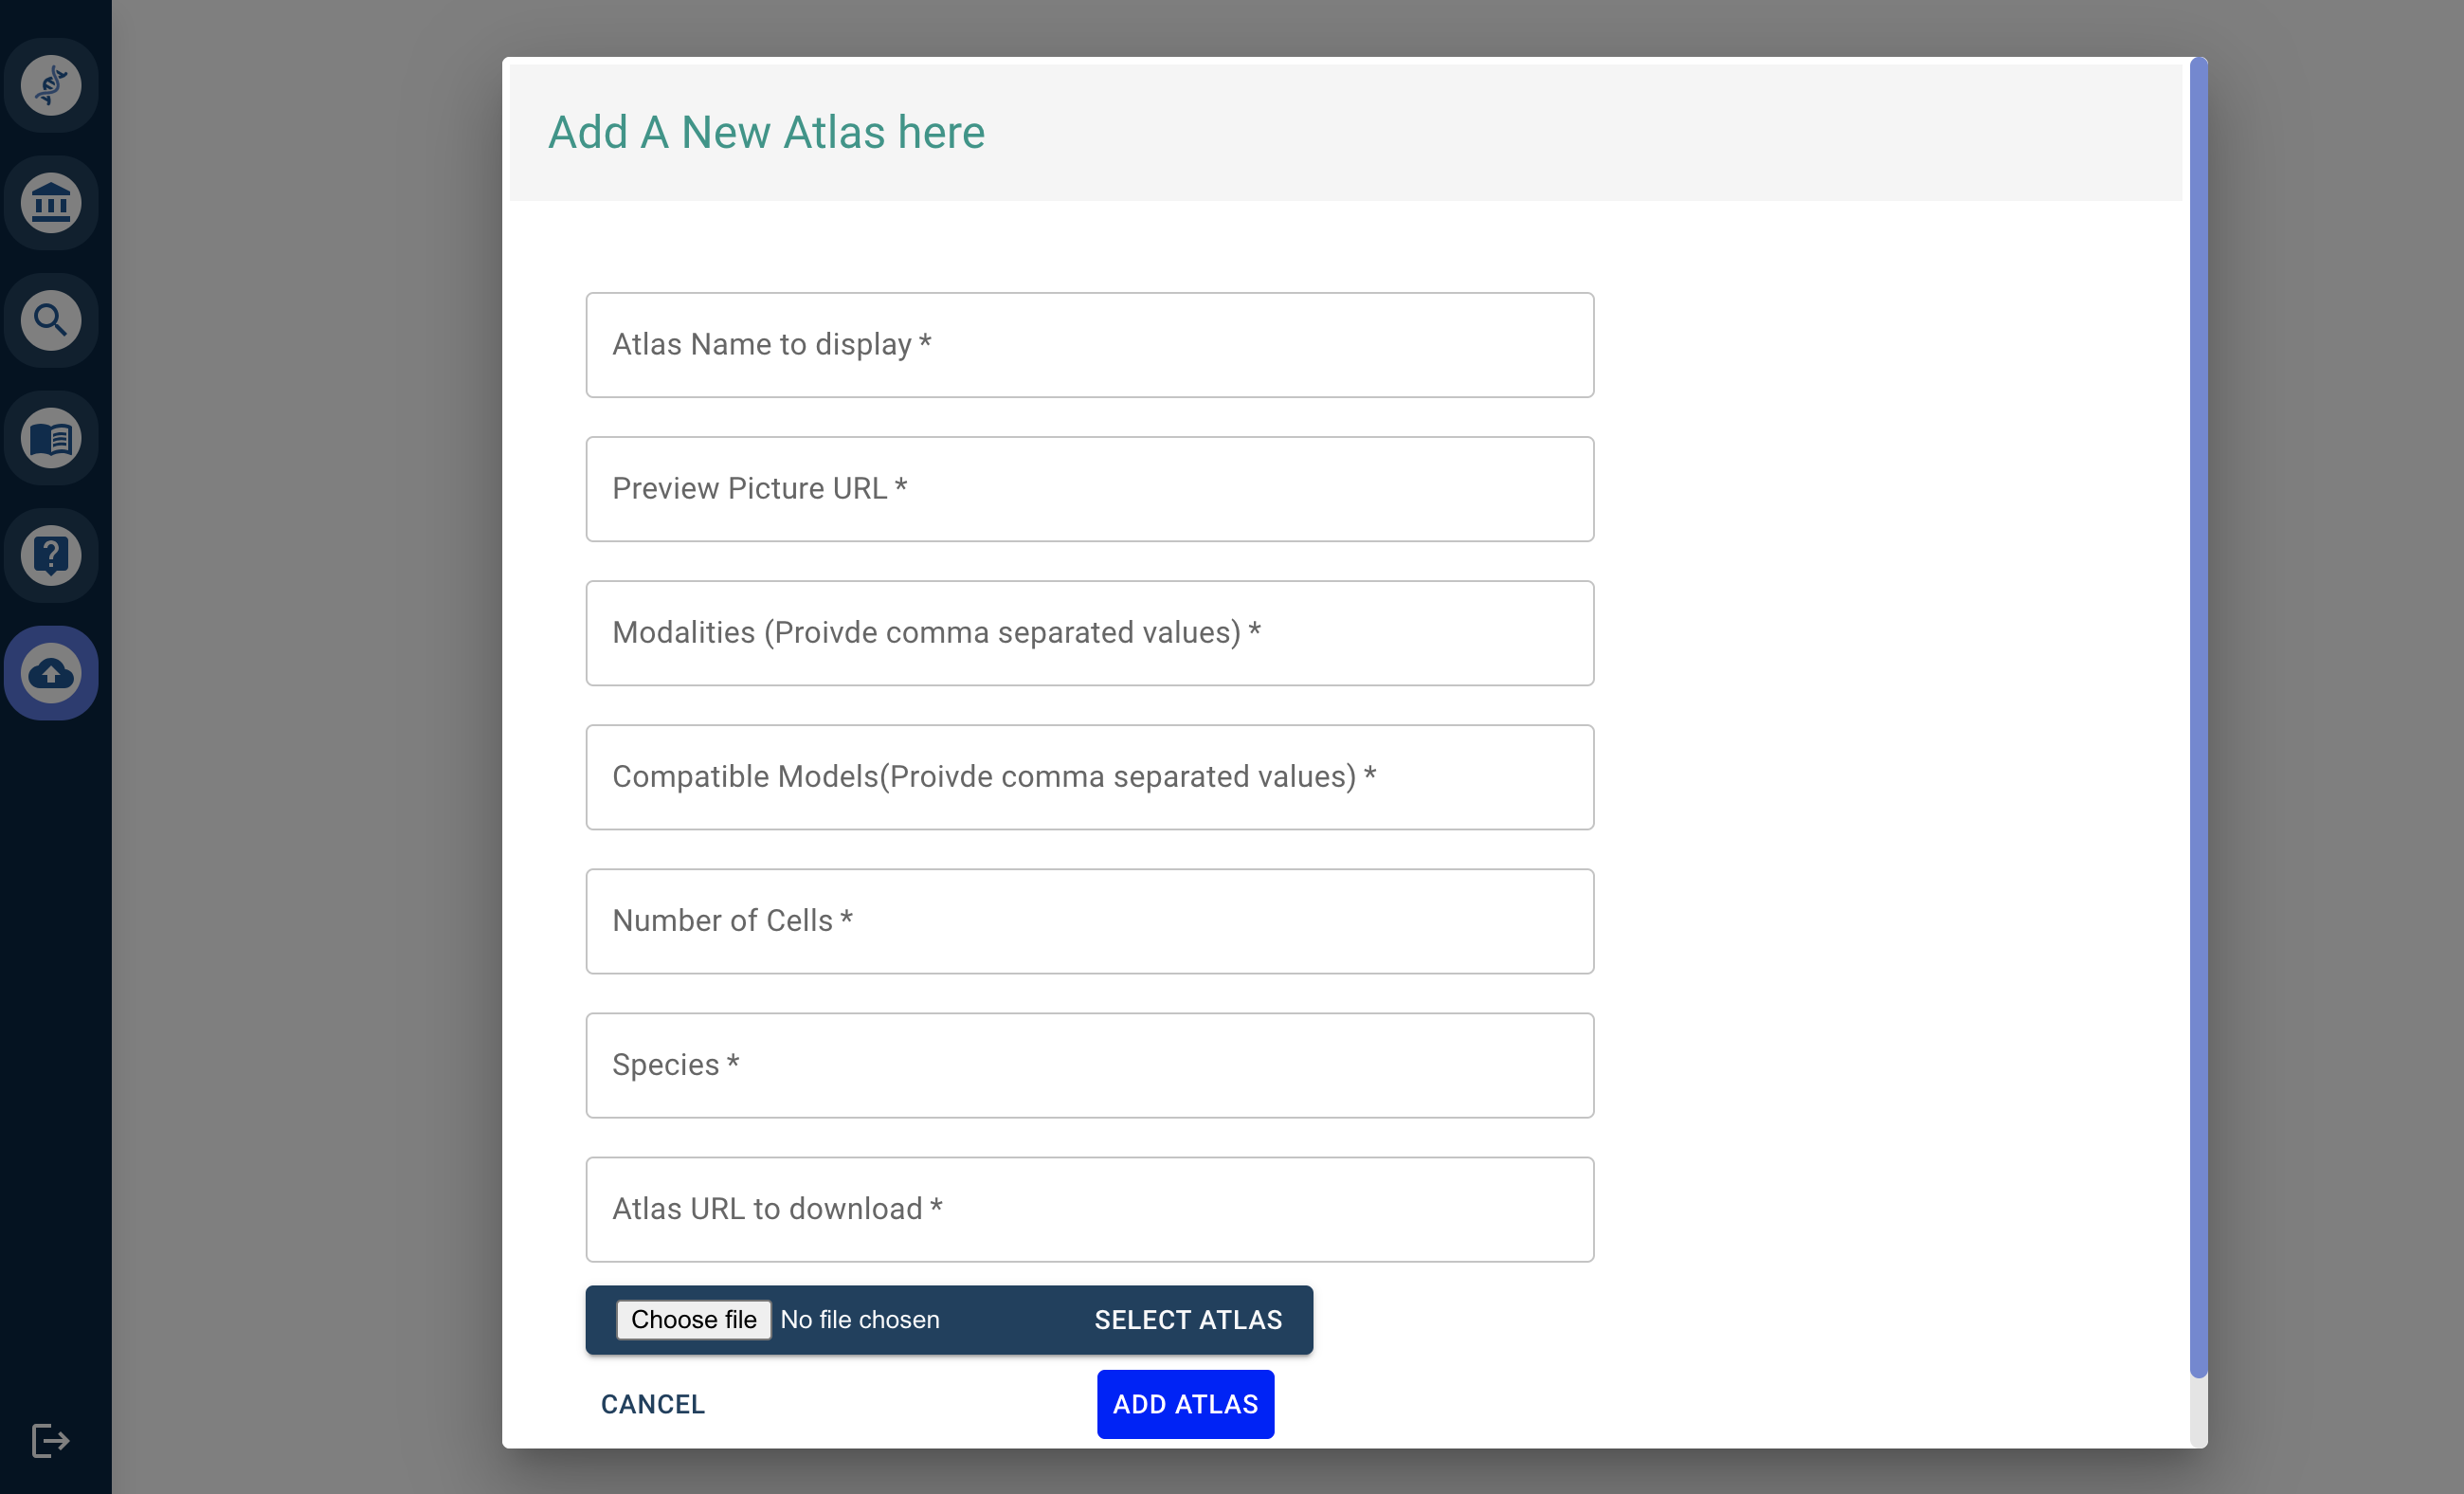 Add A New Atlas here
Atlas Name to display *
Preview Picture URL *
Modalities (Proivde comma separated values) *
Compatible Models(Proivde comma separated values) *
Number of Cells *
Species *
Atlas URL to download *
Choose file No file chosen SELECT ATLAS
CANCEL ADD ATLAS